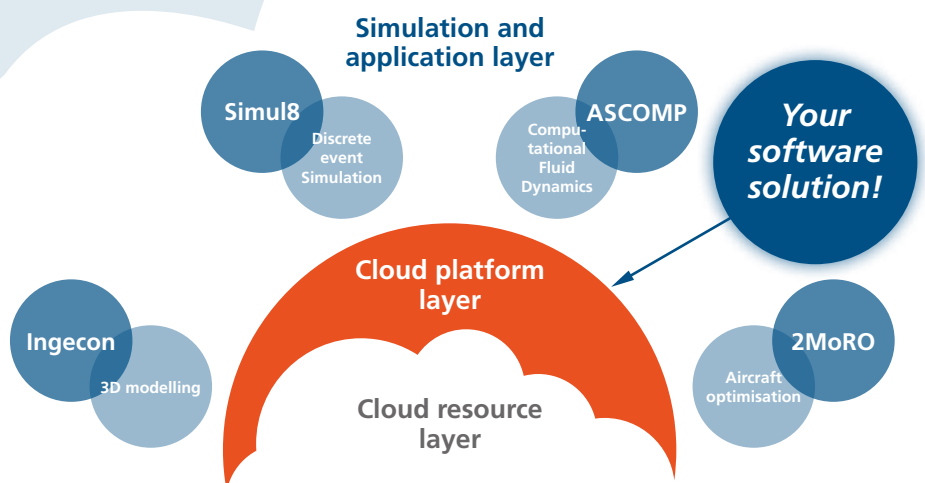 Simulation and
application layer
Simul8
Discrete
event
Simulation
ASCOMP
Compu-
tational
Fluid
Dynamics
Your
software
solution!
Cloud platform
layer
Ingecon
3D modelling
2MoRO
Aircraft
optimisation
Cloud resource
layer